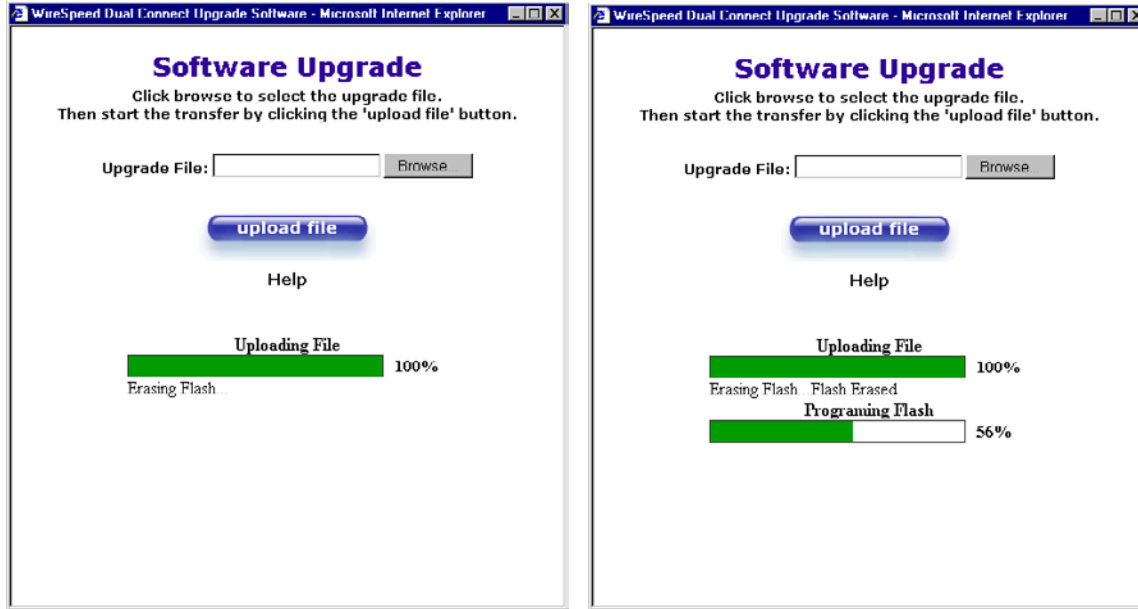 WireSpeed Dual Connect Upgrade Software - Microsoft Internet Explorer
Software Upgrade
Click browse to select the upgrade file.
Then start the transfer by clicking the 'upload file' button.
Upgrade File:
Browse...
upload file
Help
Uploading File
100%
Erasing Flash...
WireSpeed Dual Connect Upgrade Software - Microsoft Internet Explorer
Software Upgrade
Click browse to select the upgrade file.
Then start the transfer by clicking the 'upload file' button.
Upgrade File:
Browse...
upload file
Help
Uploading File
100%
Erasing Flash...Flash Erased
Programing Flash
56%